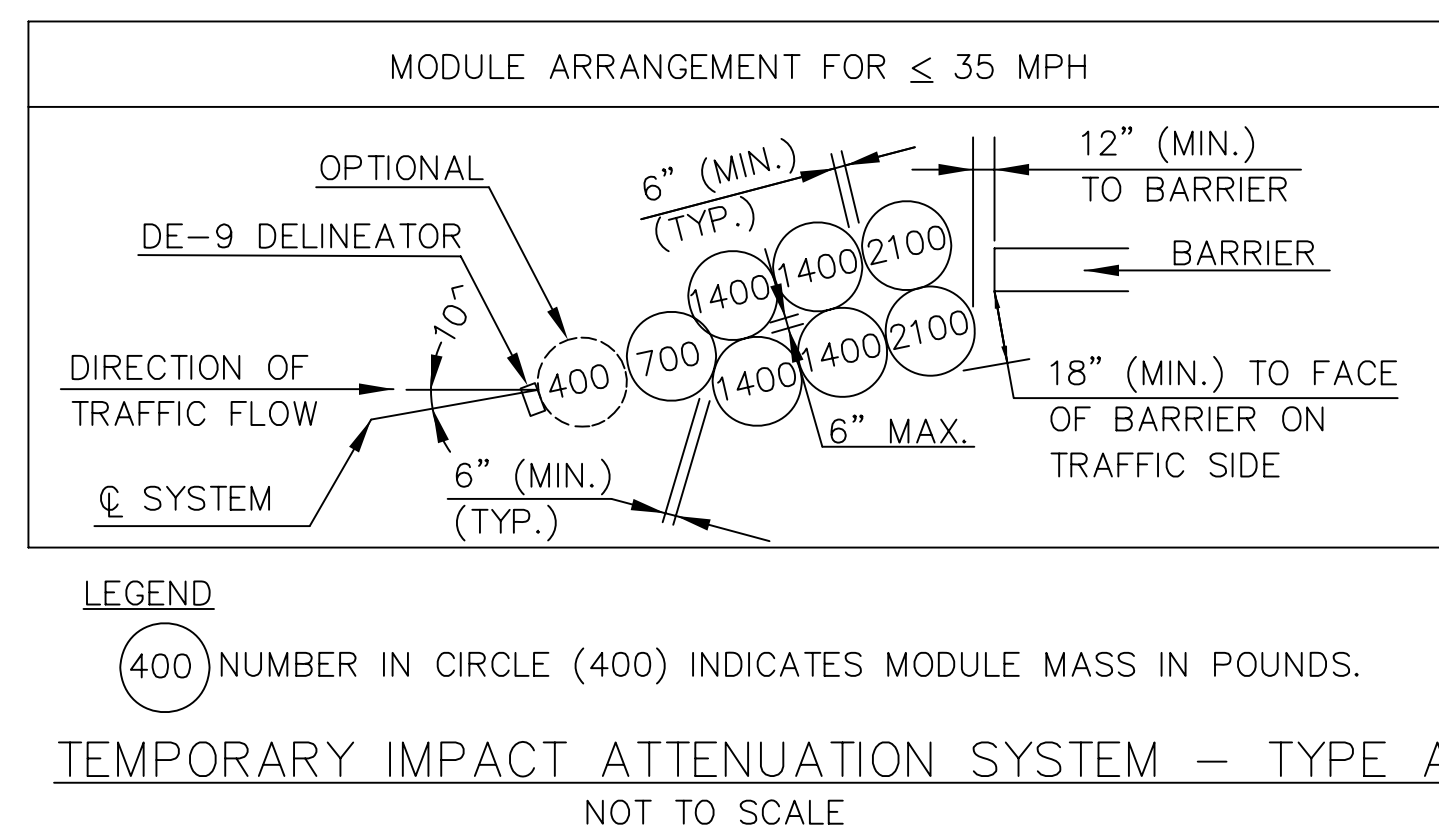 MODULE ARRANGEMENT FOR ≤ 35 MPH
OPTIONAL
DE-9 DELINEATOR
6" (MIN.)
(TYP.)
12" (MIN.)
TO BARRIER
BARRIER
1400
1400
2100
10
400
700
1400
1400
2100
DIRECTION OF
TRAFFIC FLOW
18" (MIN.) TO FACE
OF BARRIER ON
TRAFFIC SIDE
6" MAX.
6" (MIN.)
(TYP.)
℄ SYSTEM
LEGEND
400 NUMBER IN CIRCLE (400) INDICATES MODULE MASS IN POUNDS.
TEMPORARY IMPACT ATTENUATION SYSTEM – TYPE A
NOT TO SCALE